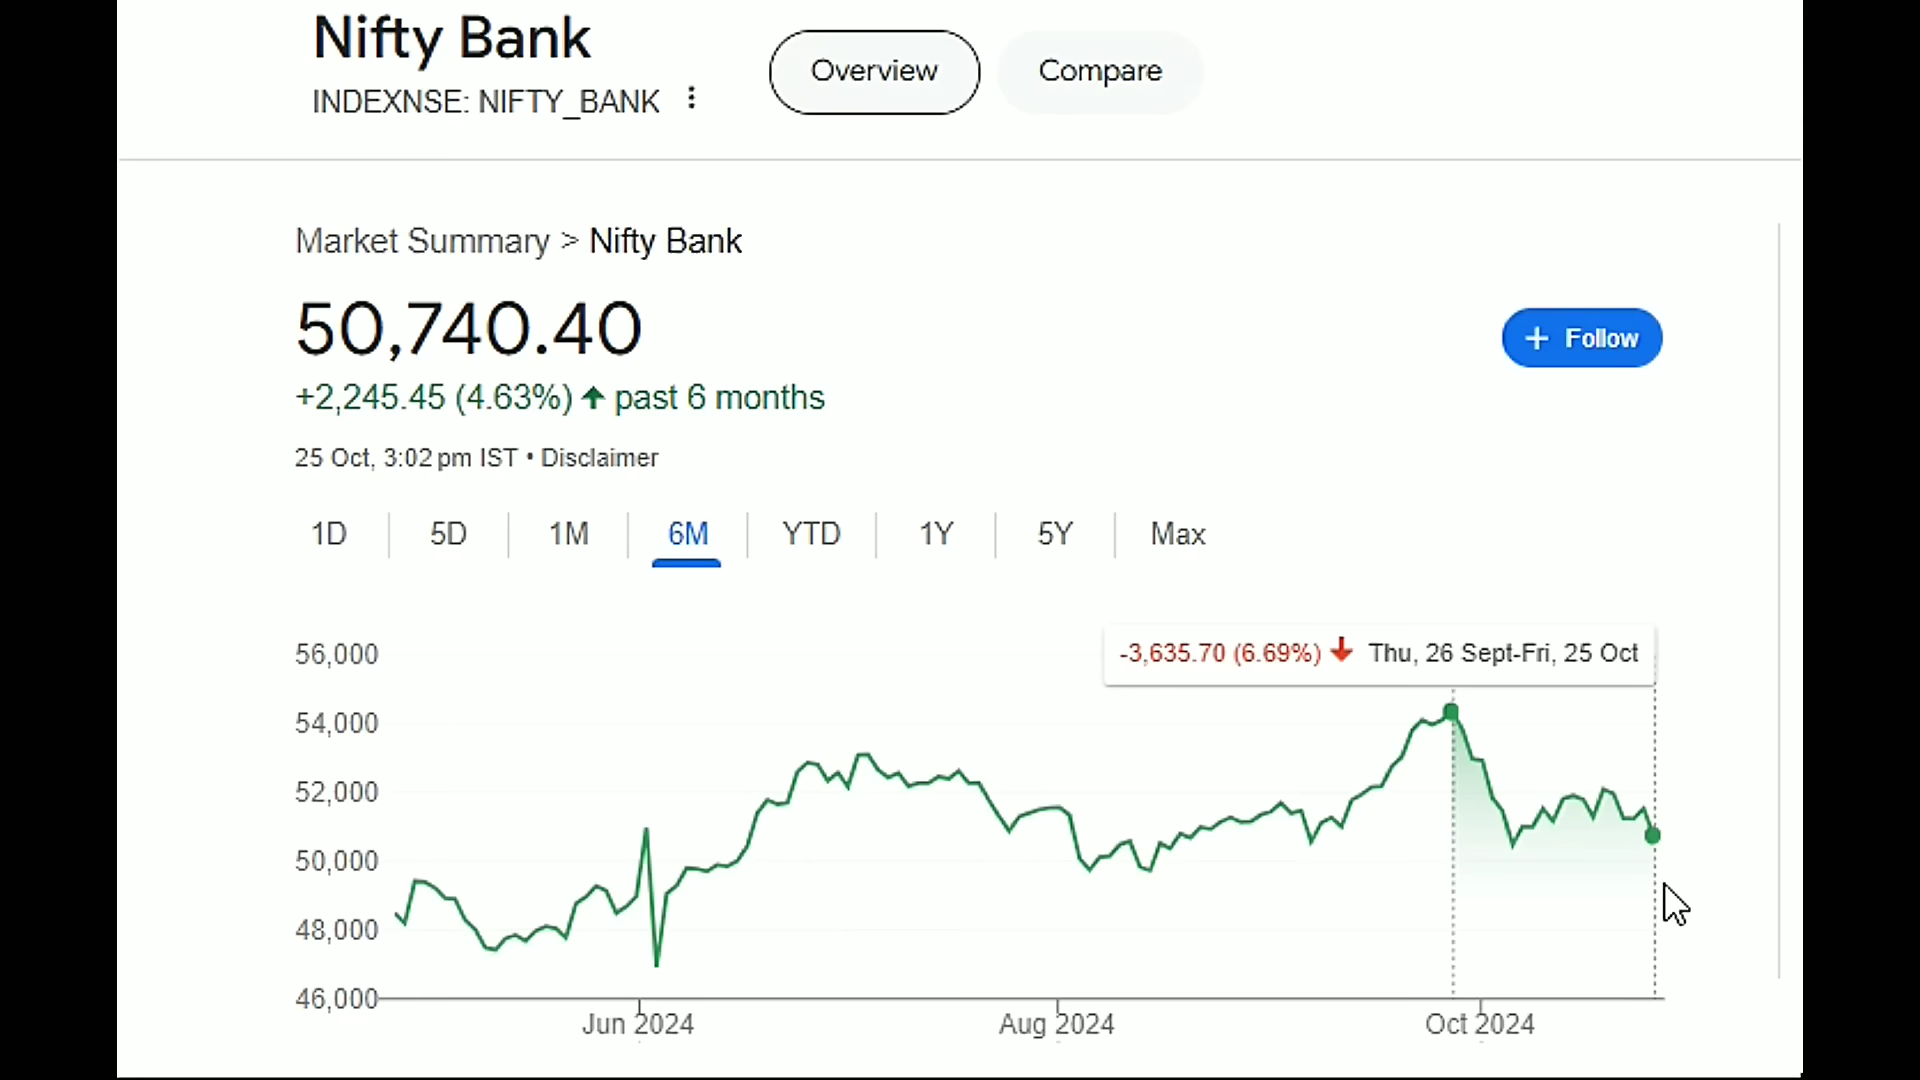 Nifty Bank
INDEXNSE: NIFTY_BANK
Overview
Compare
Market Summary > Nifty Bank
50,740.40
+2,245.45 (4.63%) ↑ past 6 months
25 Oct, 3:02 pm IST • Disclaimer
+ Follow
1D 5D 1M 6M YTD 1Y 5Y Max
-3,635.70 (6.69%) ↓ Thu, 26 Sept-Fri, 25 Oct
56,000
54,000
52,000
50,000
48,000
46,000
Jun 2024 Aug 2024 Oct 2024